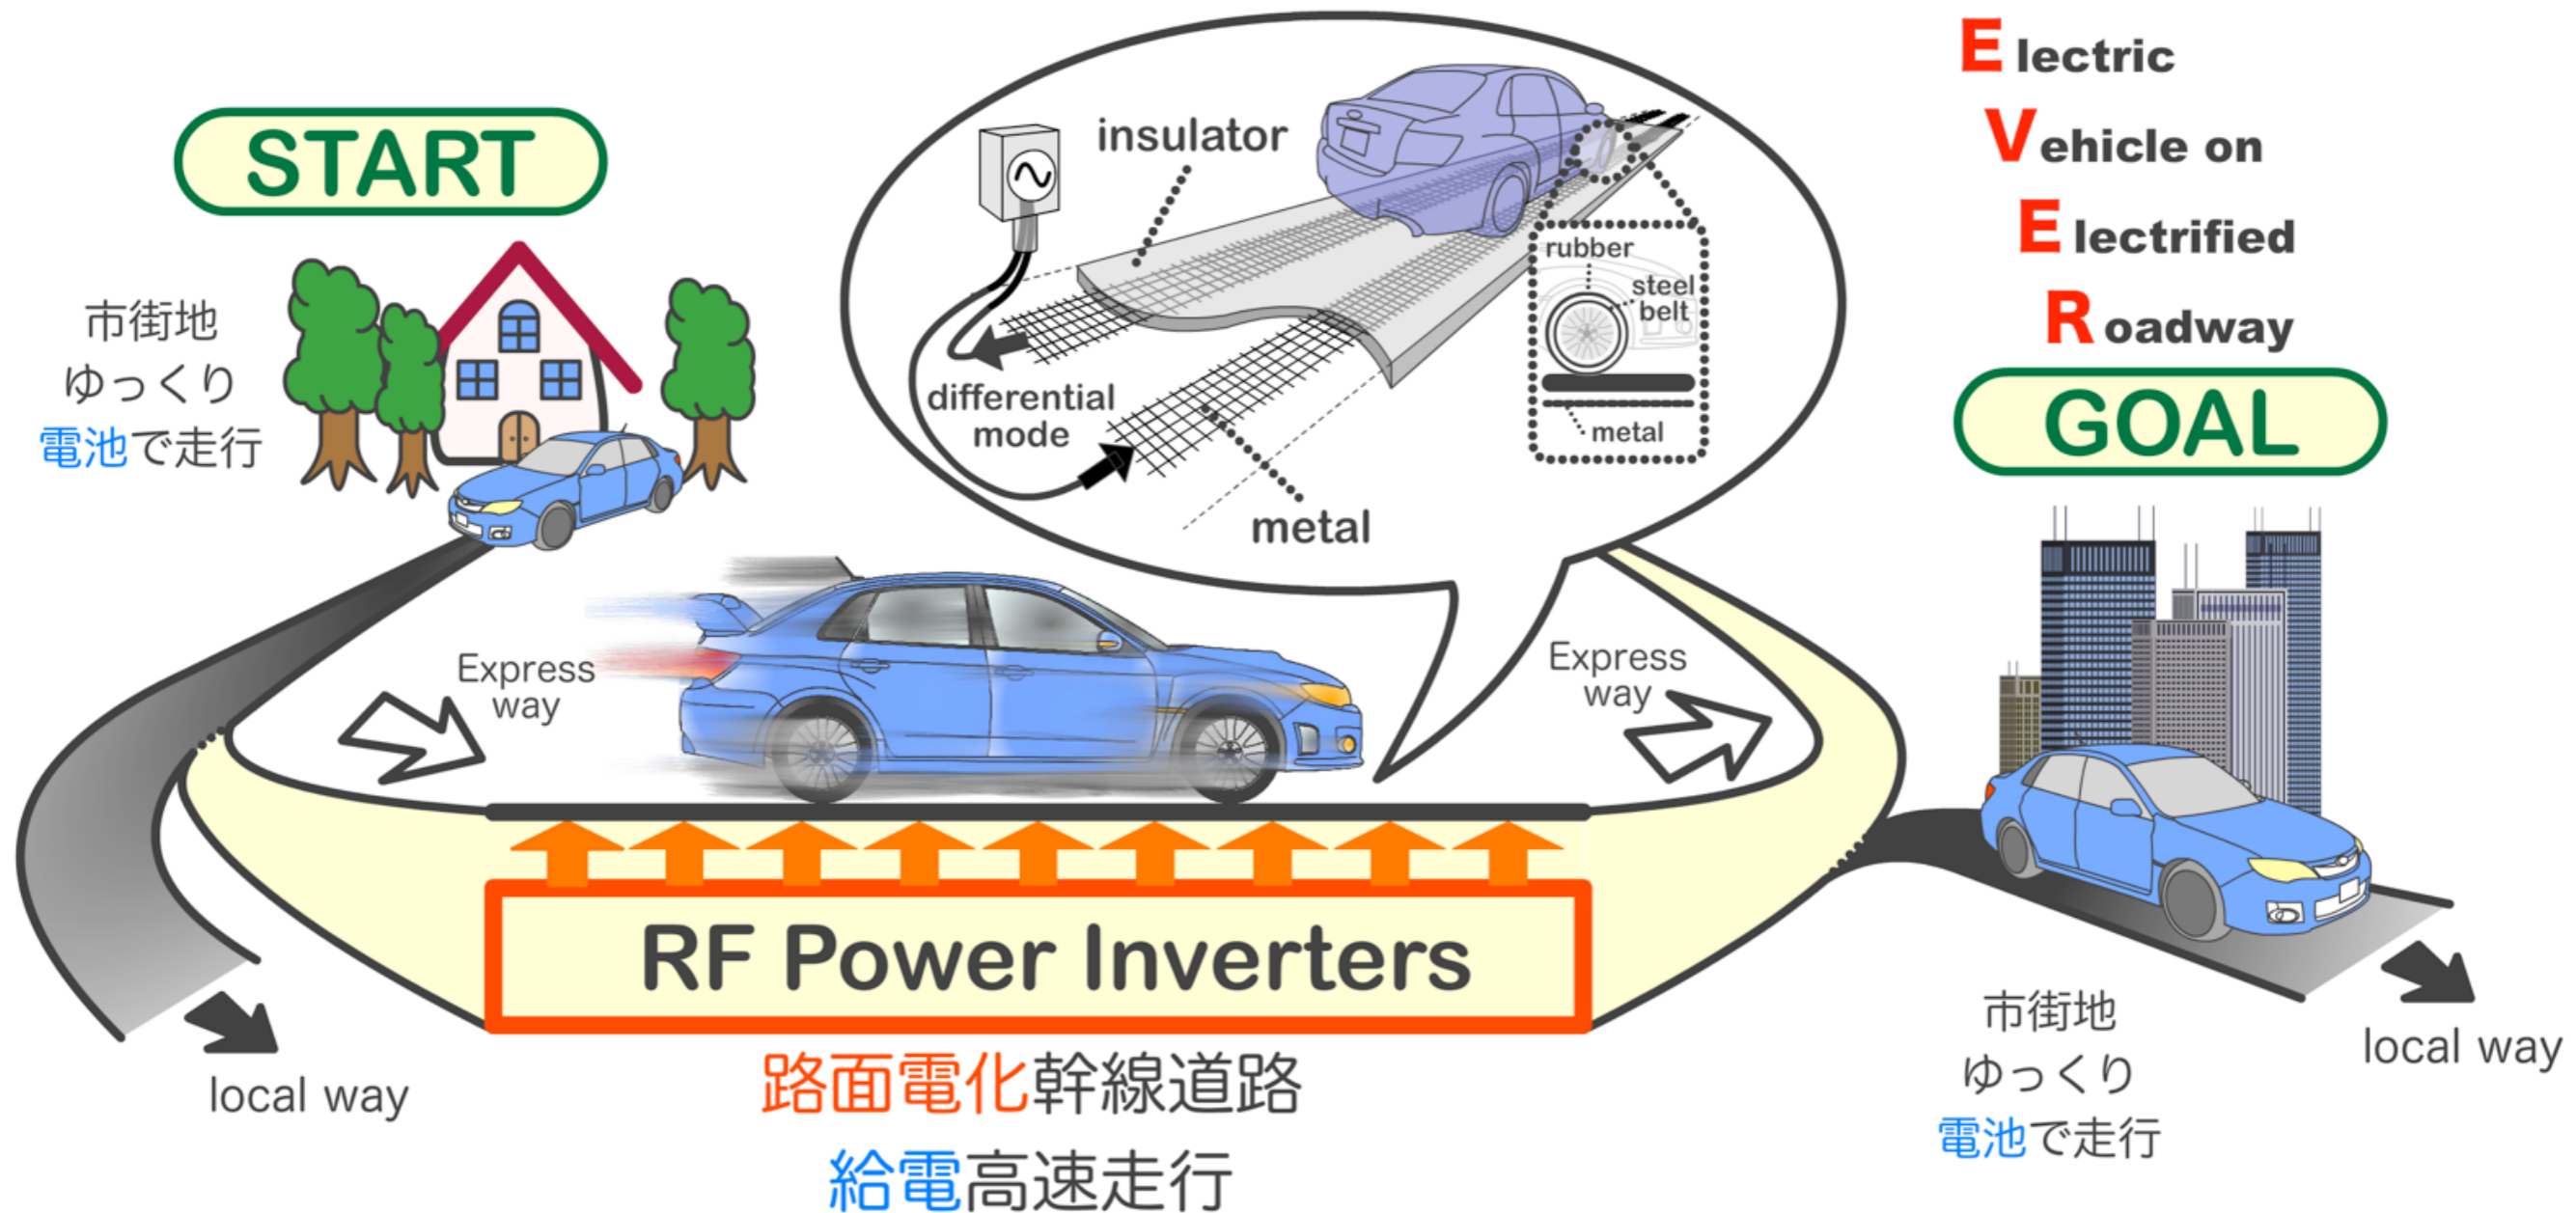 START
市街地
ゆっくり
電池で走行
insulator
rubber
steel
belt
metal
differential
mode
metal
Electric
Vehicle on
Electrified
Roadway
GOAL
Express
way
Express
way
RF Power Inverters
local way
路面電化幹線道路
給電高速走行
市街地
ゆっくり
電池で走行
local way